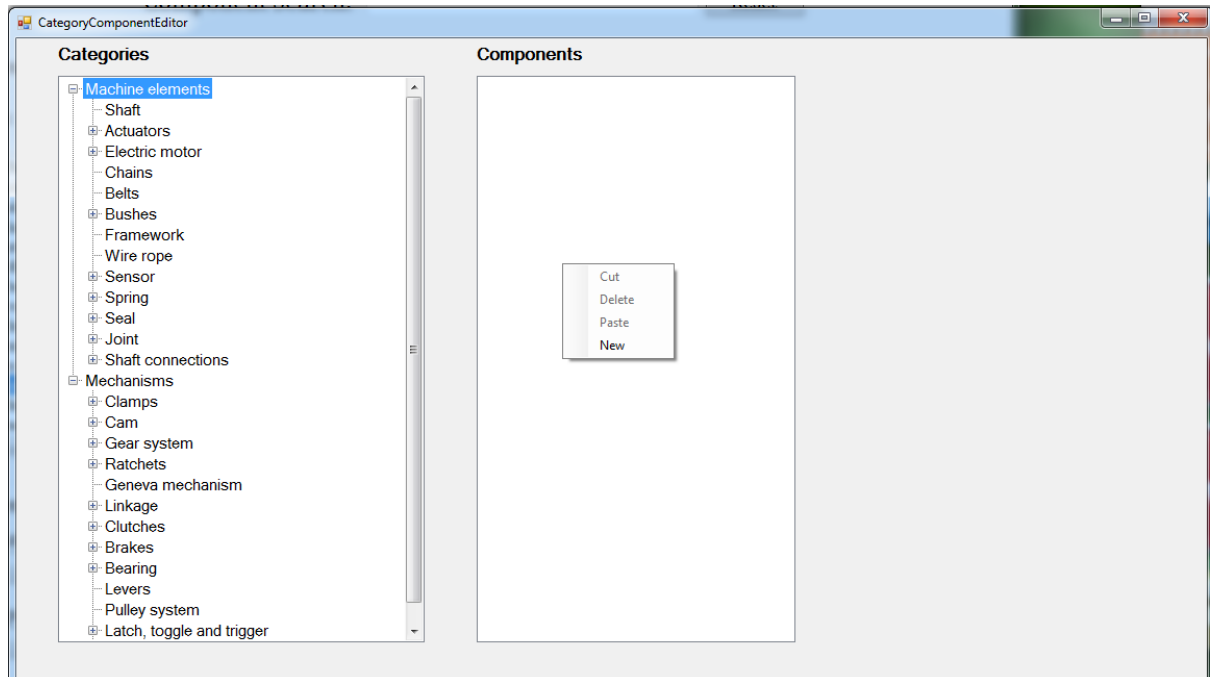 CategoryComponentEditor
Categories
Components
Machine elements
Shaft
Actuators
Electric motor
Chains
Belts
Bushes
Framework
Wire rope
Sensor
Spring
Seal
Joint
Shaft connections
Mechanisms
Clamps
Cam
Gear system
Ratchets
Geneva mechanism
Linkage
Clutches
Brakes
Bearing
Levers
Pulley system
Latch, toggle and trigger
Cut
Delete
Paste
New